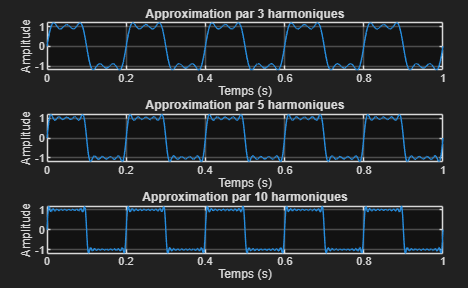 Approximation par 3 harmoniques
Amplitude
1
0
-1
0 0.2 0.4 0.6 0.8 1
Temps (s)
Approximation par 5 harmoniques
Amplitude
1
0
-1
0 0.2 0.4 0.6 0.8 1
Temps (s)
Approximation par 10 harmoniques
Amplitude
1
0
-1
0 0.2 0.4 0.6 0.8 1
Temps (s)